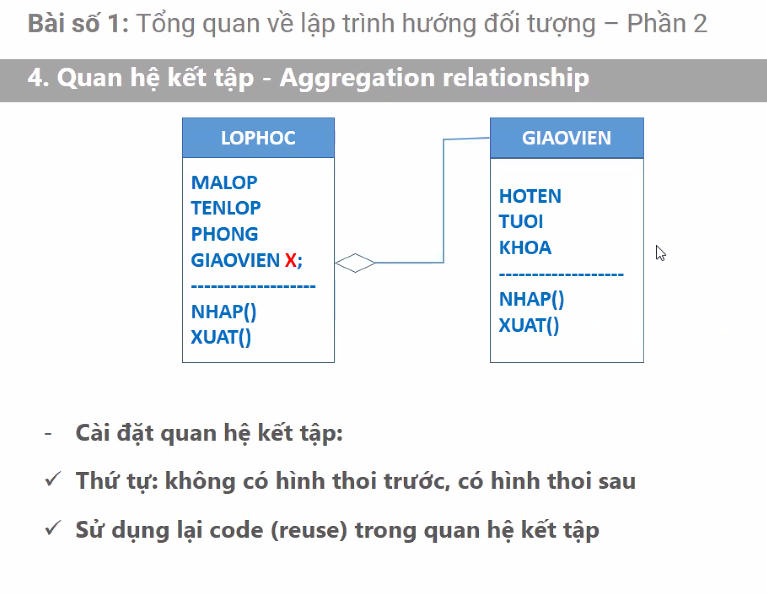 Bài số 1: Tổng quan về lập trình hướng đối tượng – Phần 2
4. Quan hệ kết tập - Aggregation relationship
LOPHOC
MALOP
TENLOP
PHONG
GIAOVIEN X;
-------------------
NHAP()
XUAT()
GIAOVIEN
HOTEN
TUOI
KHOA
-------------------
NHAP()
XUAT()
- Cài đặt quan hệ kết tập:
✓ Thứ tự: không có hình thoi trước, có hình thoi sau
✓ Sử dụng lại code (reuse) trong quan hệ kết tập